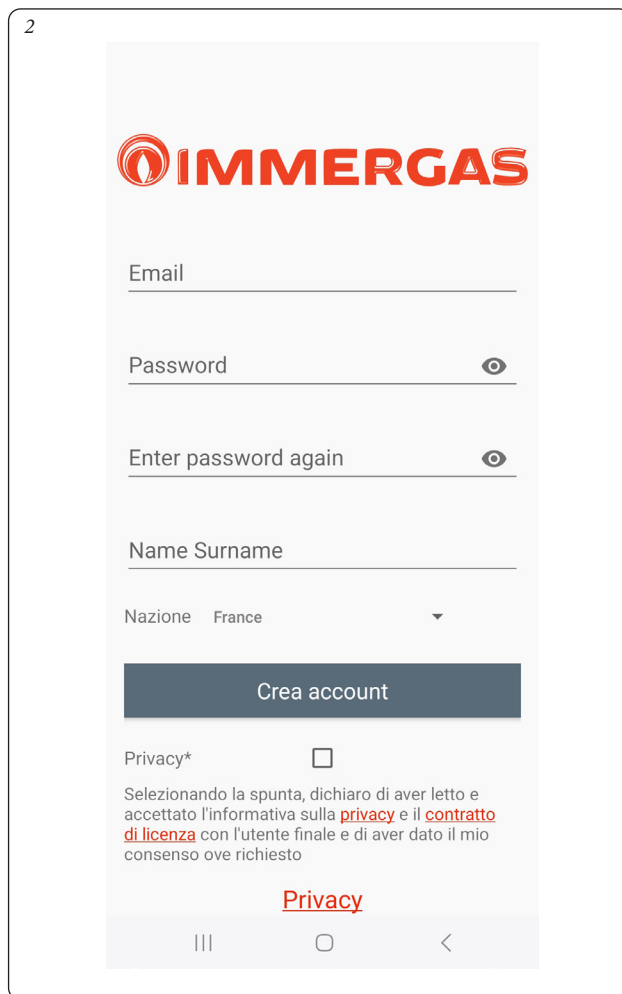 2
IMMERGAS
Email
Password
Enter password again
Name Surname
Nazione France
Crea account
Privacy*
Selezionando la spunta, dichiaro di aver letto e
accettato l'informativa sulla privacy e il contratto
di licenza con l'utente finale e di aver dato il mio
consenso ove richiesto
Privacy